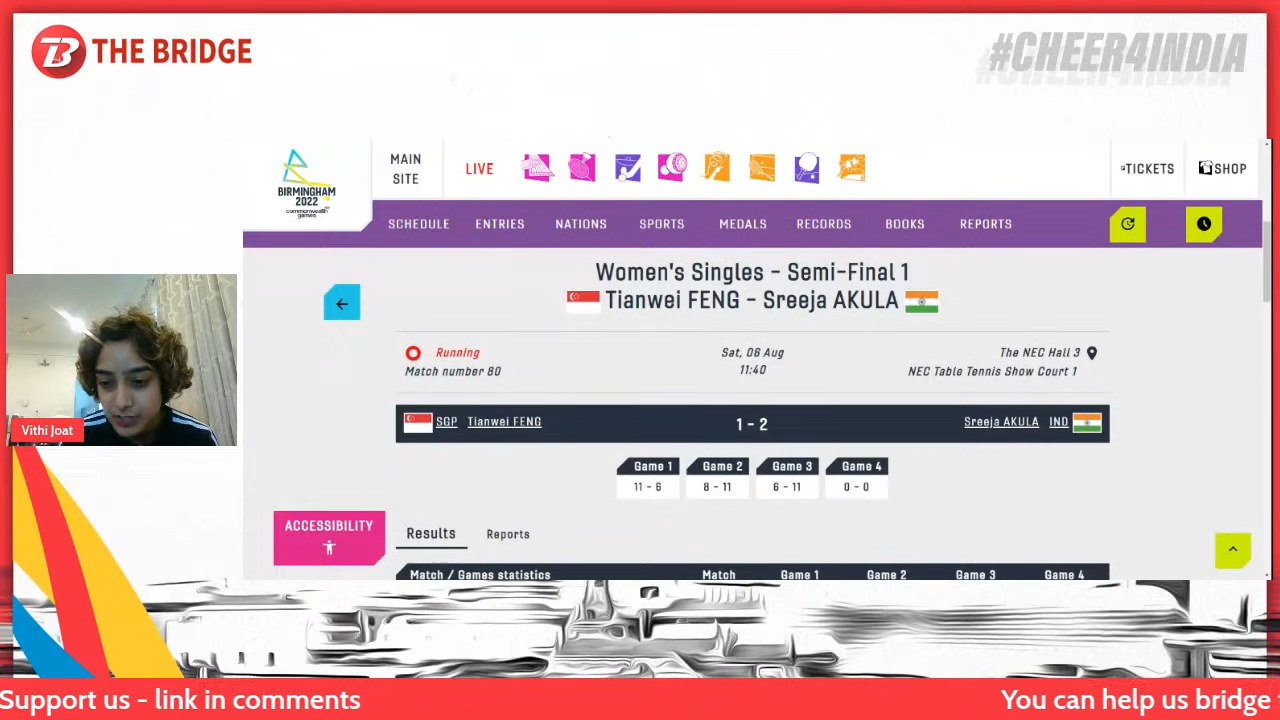 THE BRIDGE
#CHEER4INDIA
BIRMINGHAM
2022
commonwealth
games
MAIN
SITE
LIVE
TICKETS
SHOP
SCHEDULE
ENTRIES
NATIONS
SPORTS
MEDALS
RECORDS
BOOKS
REPORTS
Women's Singles - Semi-Final 1
Tianwei FENG - Sreeja AKULA
Running
Match number 80
Sat, 06 Aug
11:40
The NEC Hall 3
NEC Table Tennis Show Court 1
SGP Tianwei FENG
1 - 2
Sreeja AKULA IND
Game 1
Game 2
Game 3
Game 4
11 - 6
8 - 11
6 - 11
0 - 0
Vithi Joat
ACCESSIBILITY
Results
Reports
Match / Games statistics
Match
Game 1
Game 2
Game 3
Game 4
Support us - link in comments
You can help us bridge